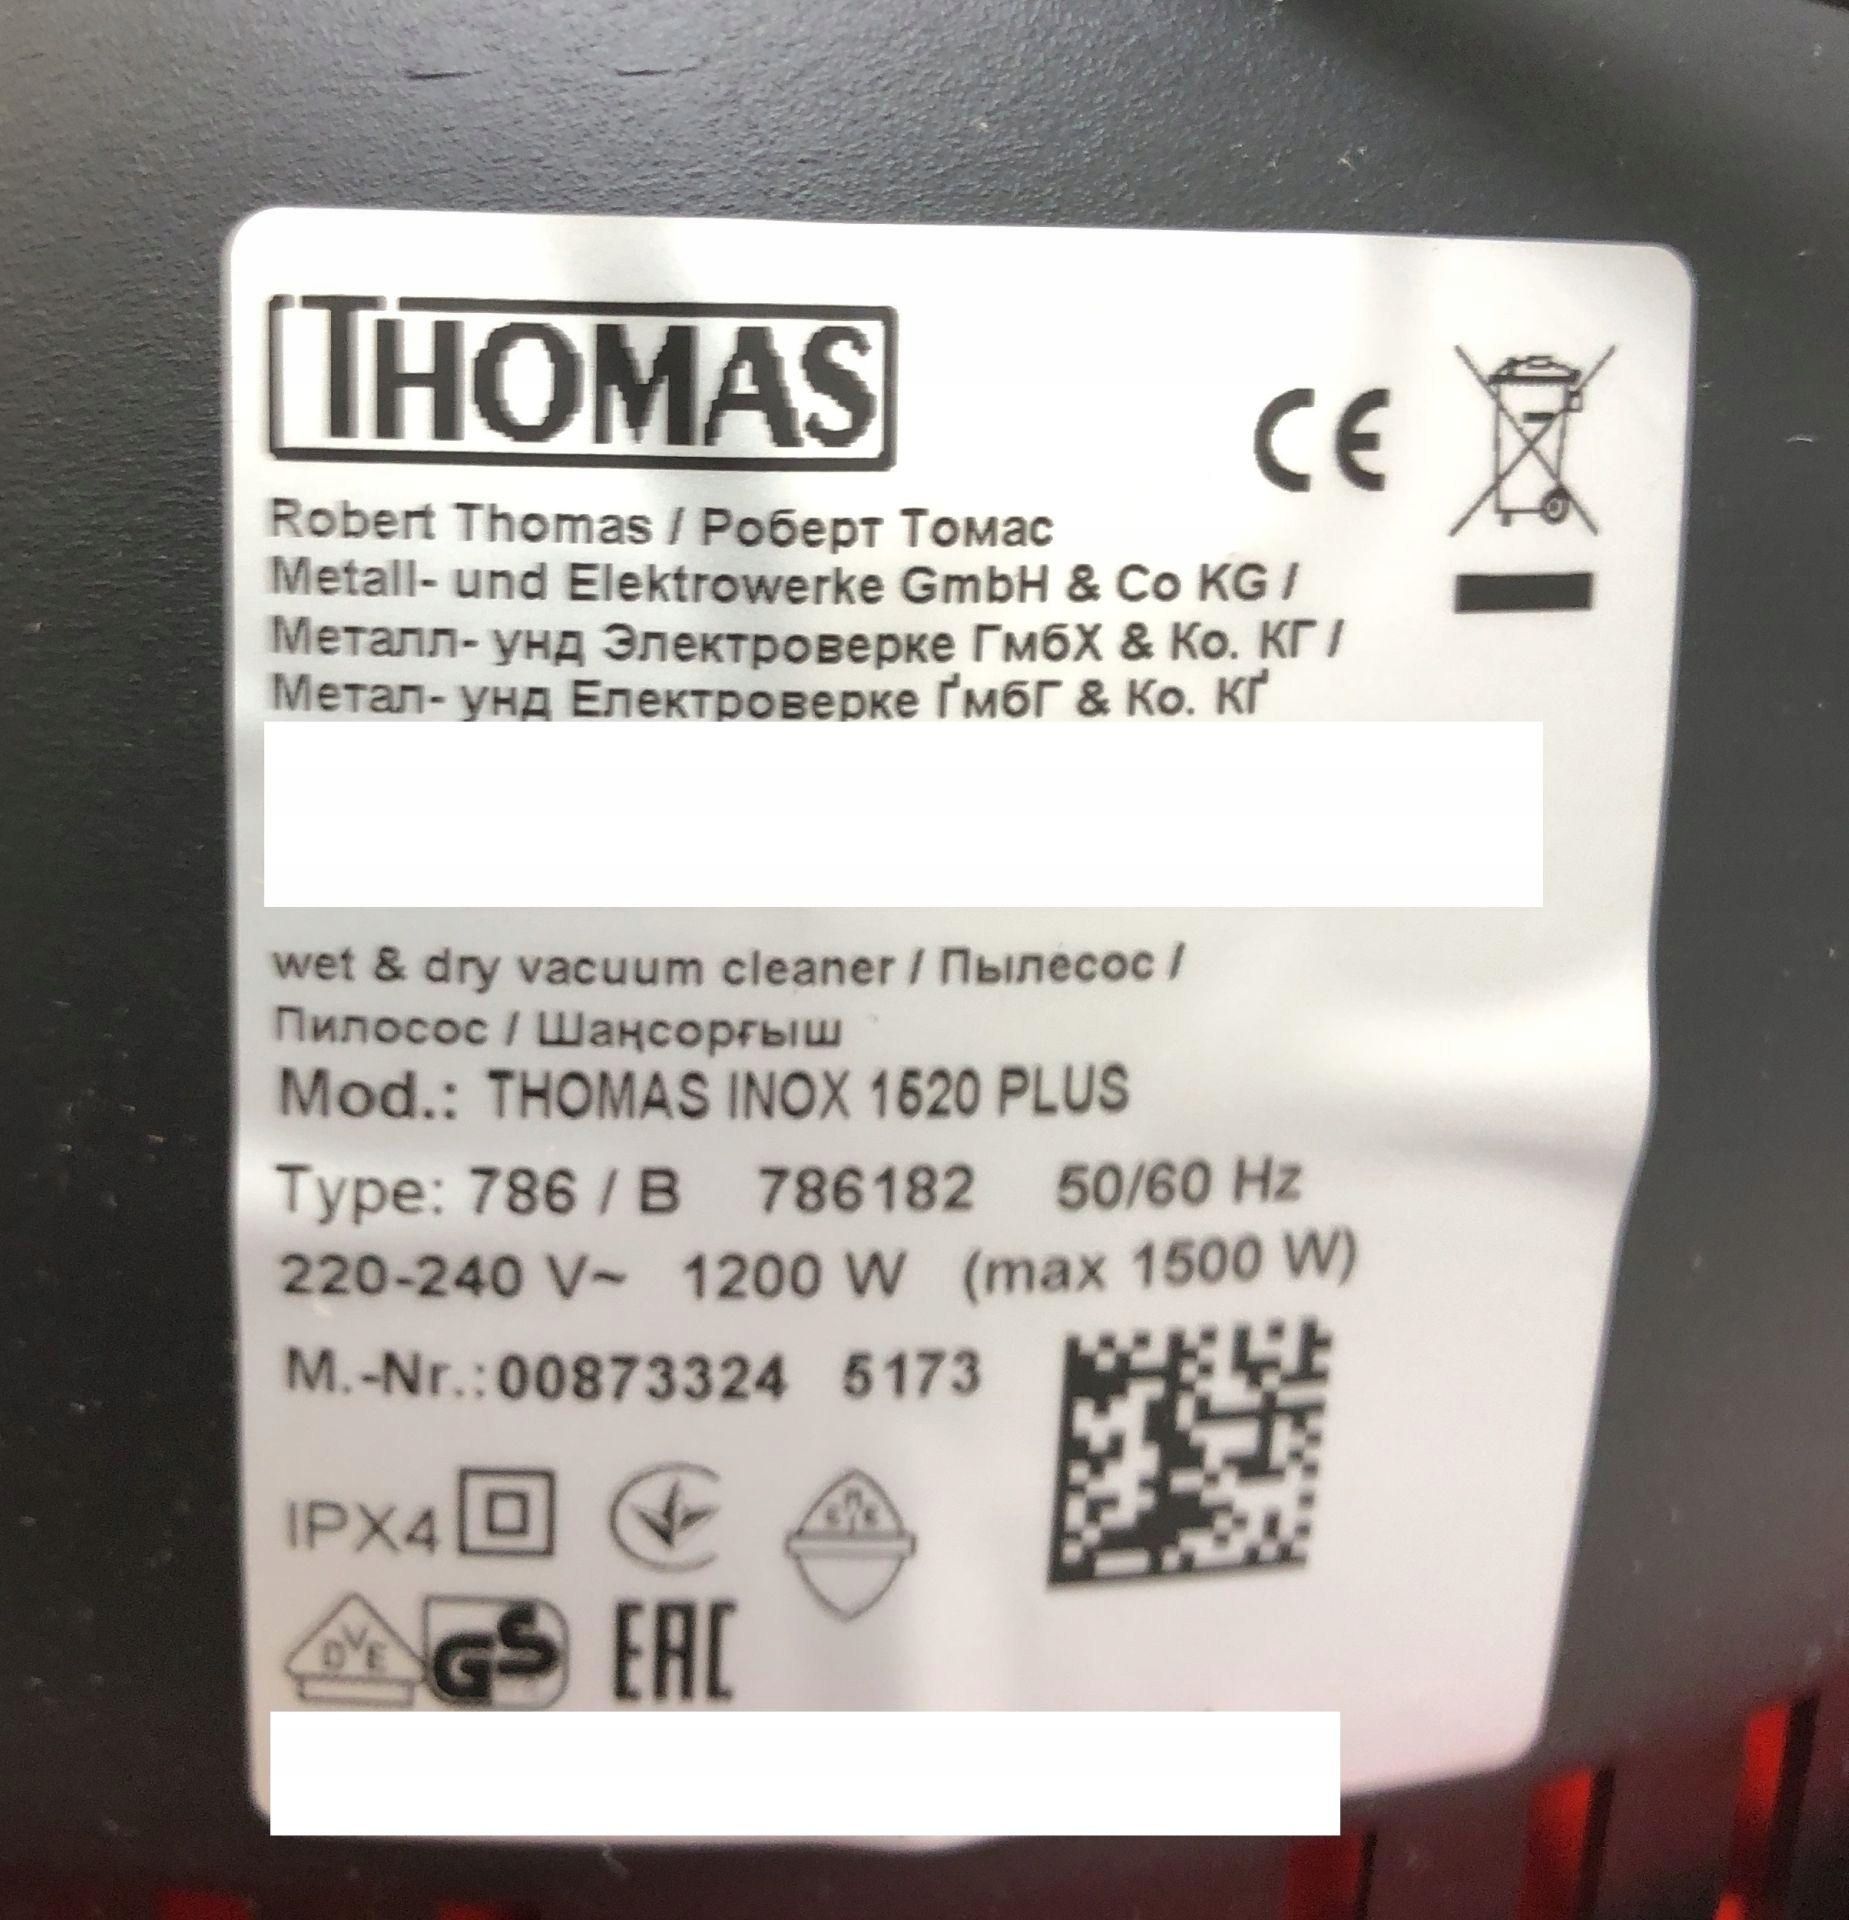 THOMAS
CE
Robert Thomas / Роберт Томас
Metall- und Elektrowerke GmbH & Co KG /
Металл- унд Электроверке ГмбХ & Ко. КГ /
Метал- унд Електроверке ҐмбГ & Ко. КҐ
wet & dry vacuum cleaner / Пылесос /
Пилосос / Шаңсорғыш
Mod.: THOMAS INOX 1520 PLUS
Type: 786 / B 786182 50/60 Hz
220-240 V~ 1200 W (max 1500 W)
M.-Nr.:00873324 5173
IPX4
DVE GS EAC